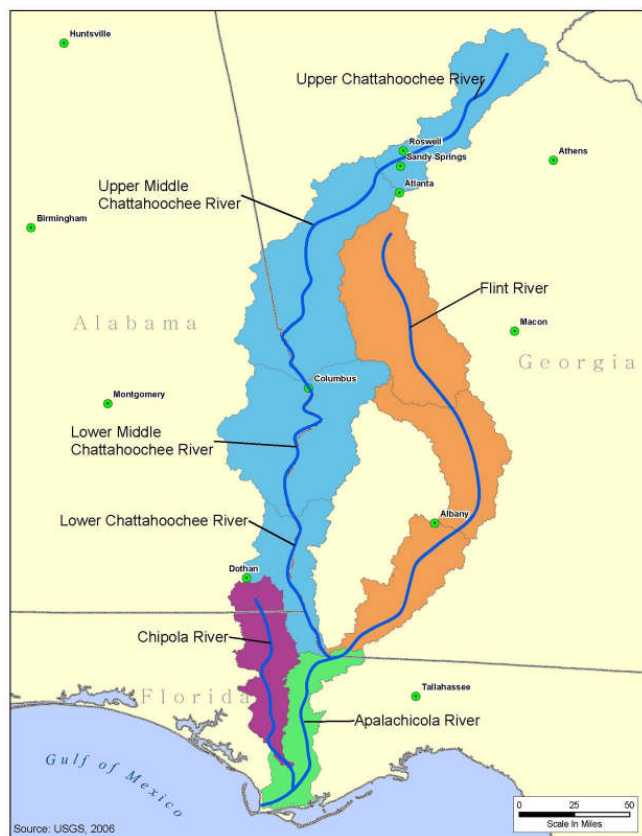 Huntsville
Upper Chattahoochee River
Roswell
Sandy Springs
Athens
Atlanta
Upper Middle
Chattahoochee River
Birmingham
Flint River
Alabama
Macon
Georgia
Columbus
Montgomery
Lower Middle
Chattahoochee River
Albany
Lower Chattahoochee River
Dothan
Chipola River
Florida
Tallahassee
Apalachicola River
Gulf of Mexico
0 25 50
Scale In Miles
Source: USGS, 2006